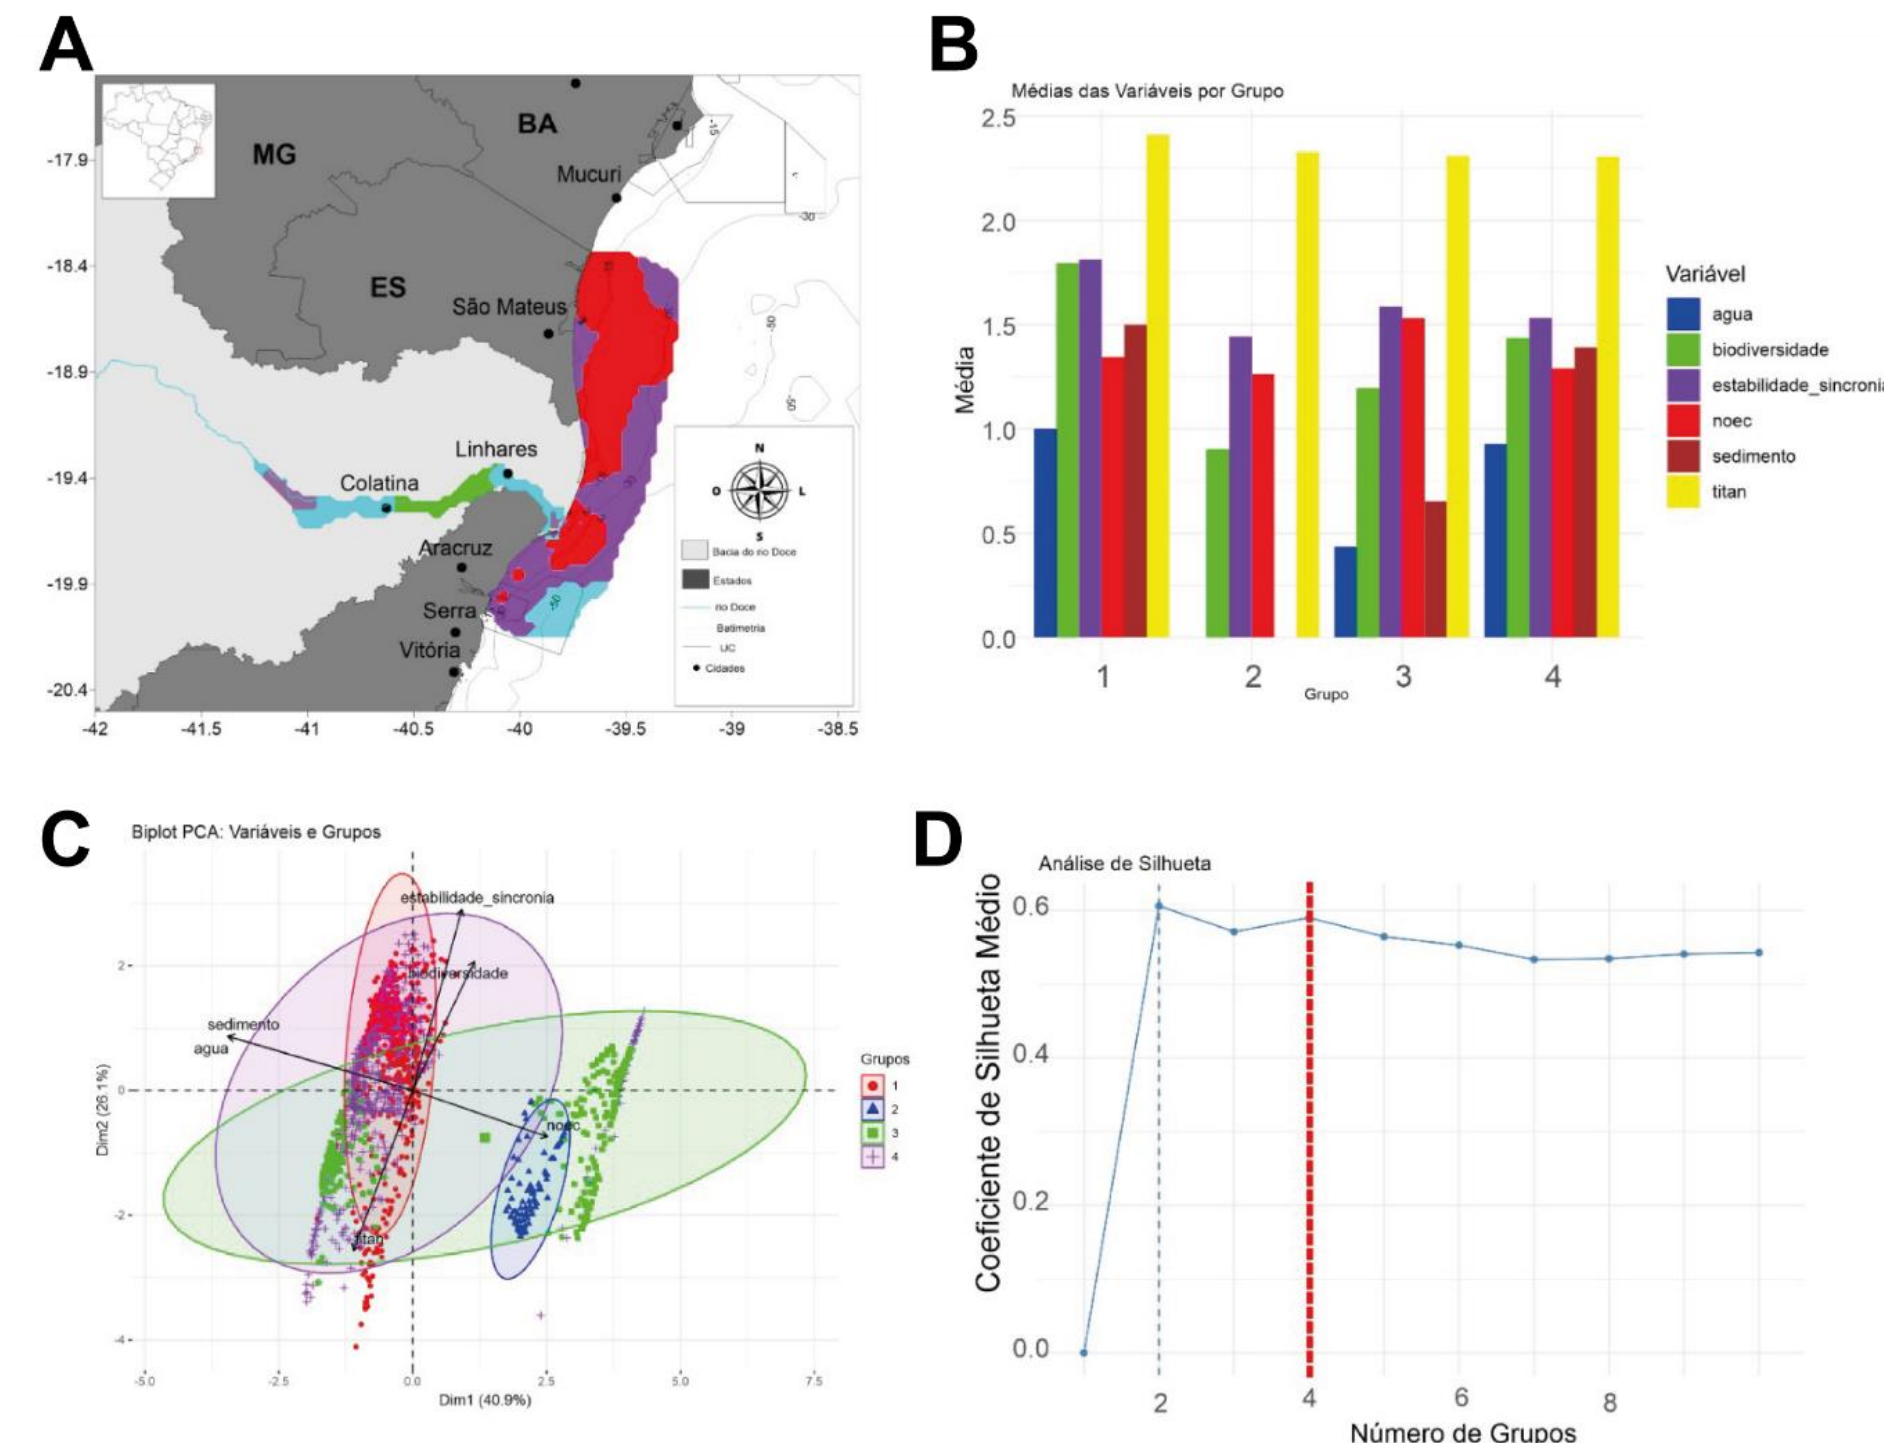 A
MG
BA
Mucuri
ES
São Mateus
Linhares
Colatina
Aracruz
Serra
Vitória
-15
-30
-50
-50
-50
-17.9
-18.4
-18.9
-19.4
-19.9
-20.4
-42
-41.5
-41
-40.5
-40
-39.5
-39
-38.5
N
O
L
S
Bacia do rio Doce
Estados
rio Doce
Batimetria
UC
Cidades
B
Médias das Variáveis por Grupo
Média
2.5
2.0
1.5
1.0
0.5
0.0
1
2
3
4
Grupo
Variável
agua
biodiversidade
estabilidade_sincronia
noec
sedimento
titan
C
Biplot PCA: Variáveis e Grupos
estabilidade_sincronia
biodiversidade
sedimento
agua
noec
titan
Dim2 (26.1%)
2
0
-2
-4
-5.0
-2.5
0.0
2.5
5.0
7.5
Dim1 (40.9%)
Grupos
1
2
3
4
D
Análise de Silhueta
Coeficiente de Silhueta Médio
0.6
0.4
0.2
0.0
2
4
6
8
Número de Grupos